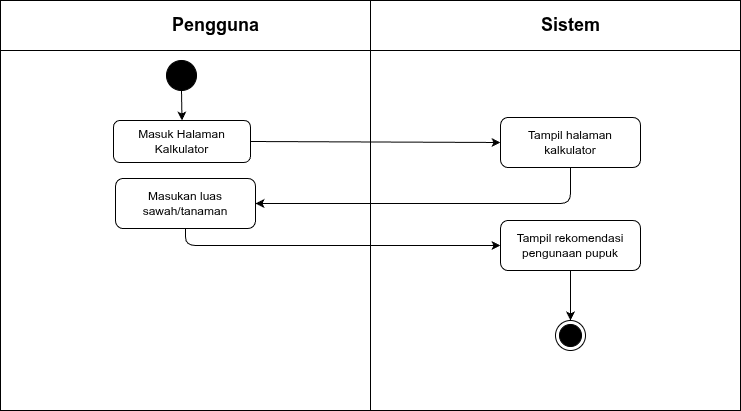 Pengguna
Sistem
Masuk Halaman
Kalkulator
Tampil halaman
kalkulator
Masukan luas
sawah/tanaman
Tampil rekomendasi
pengunaan pupuk